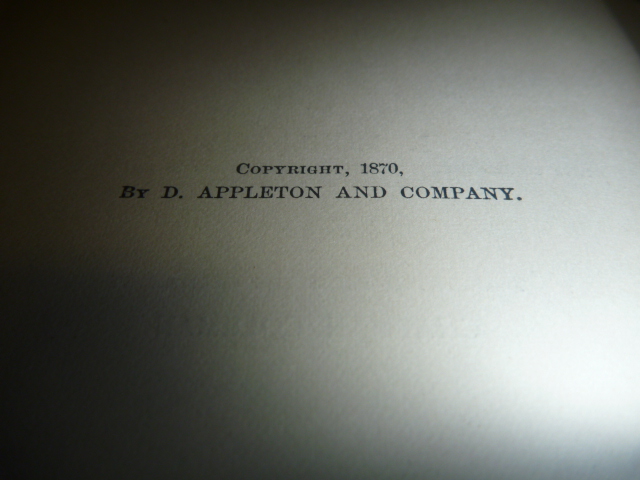 COPYRIGHT, 1870,
BY D. APPLETON AND COMPANY.